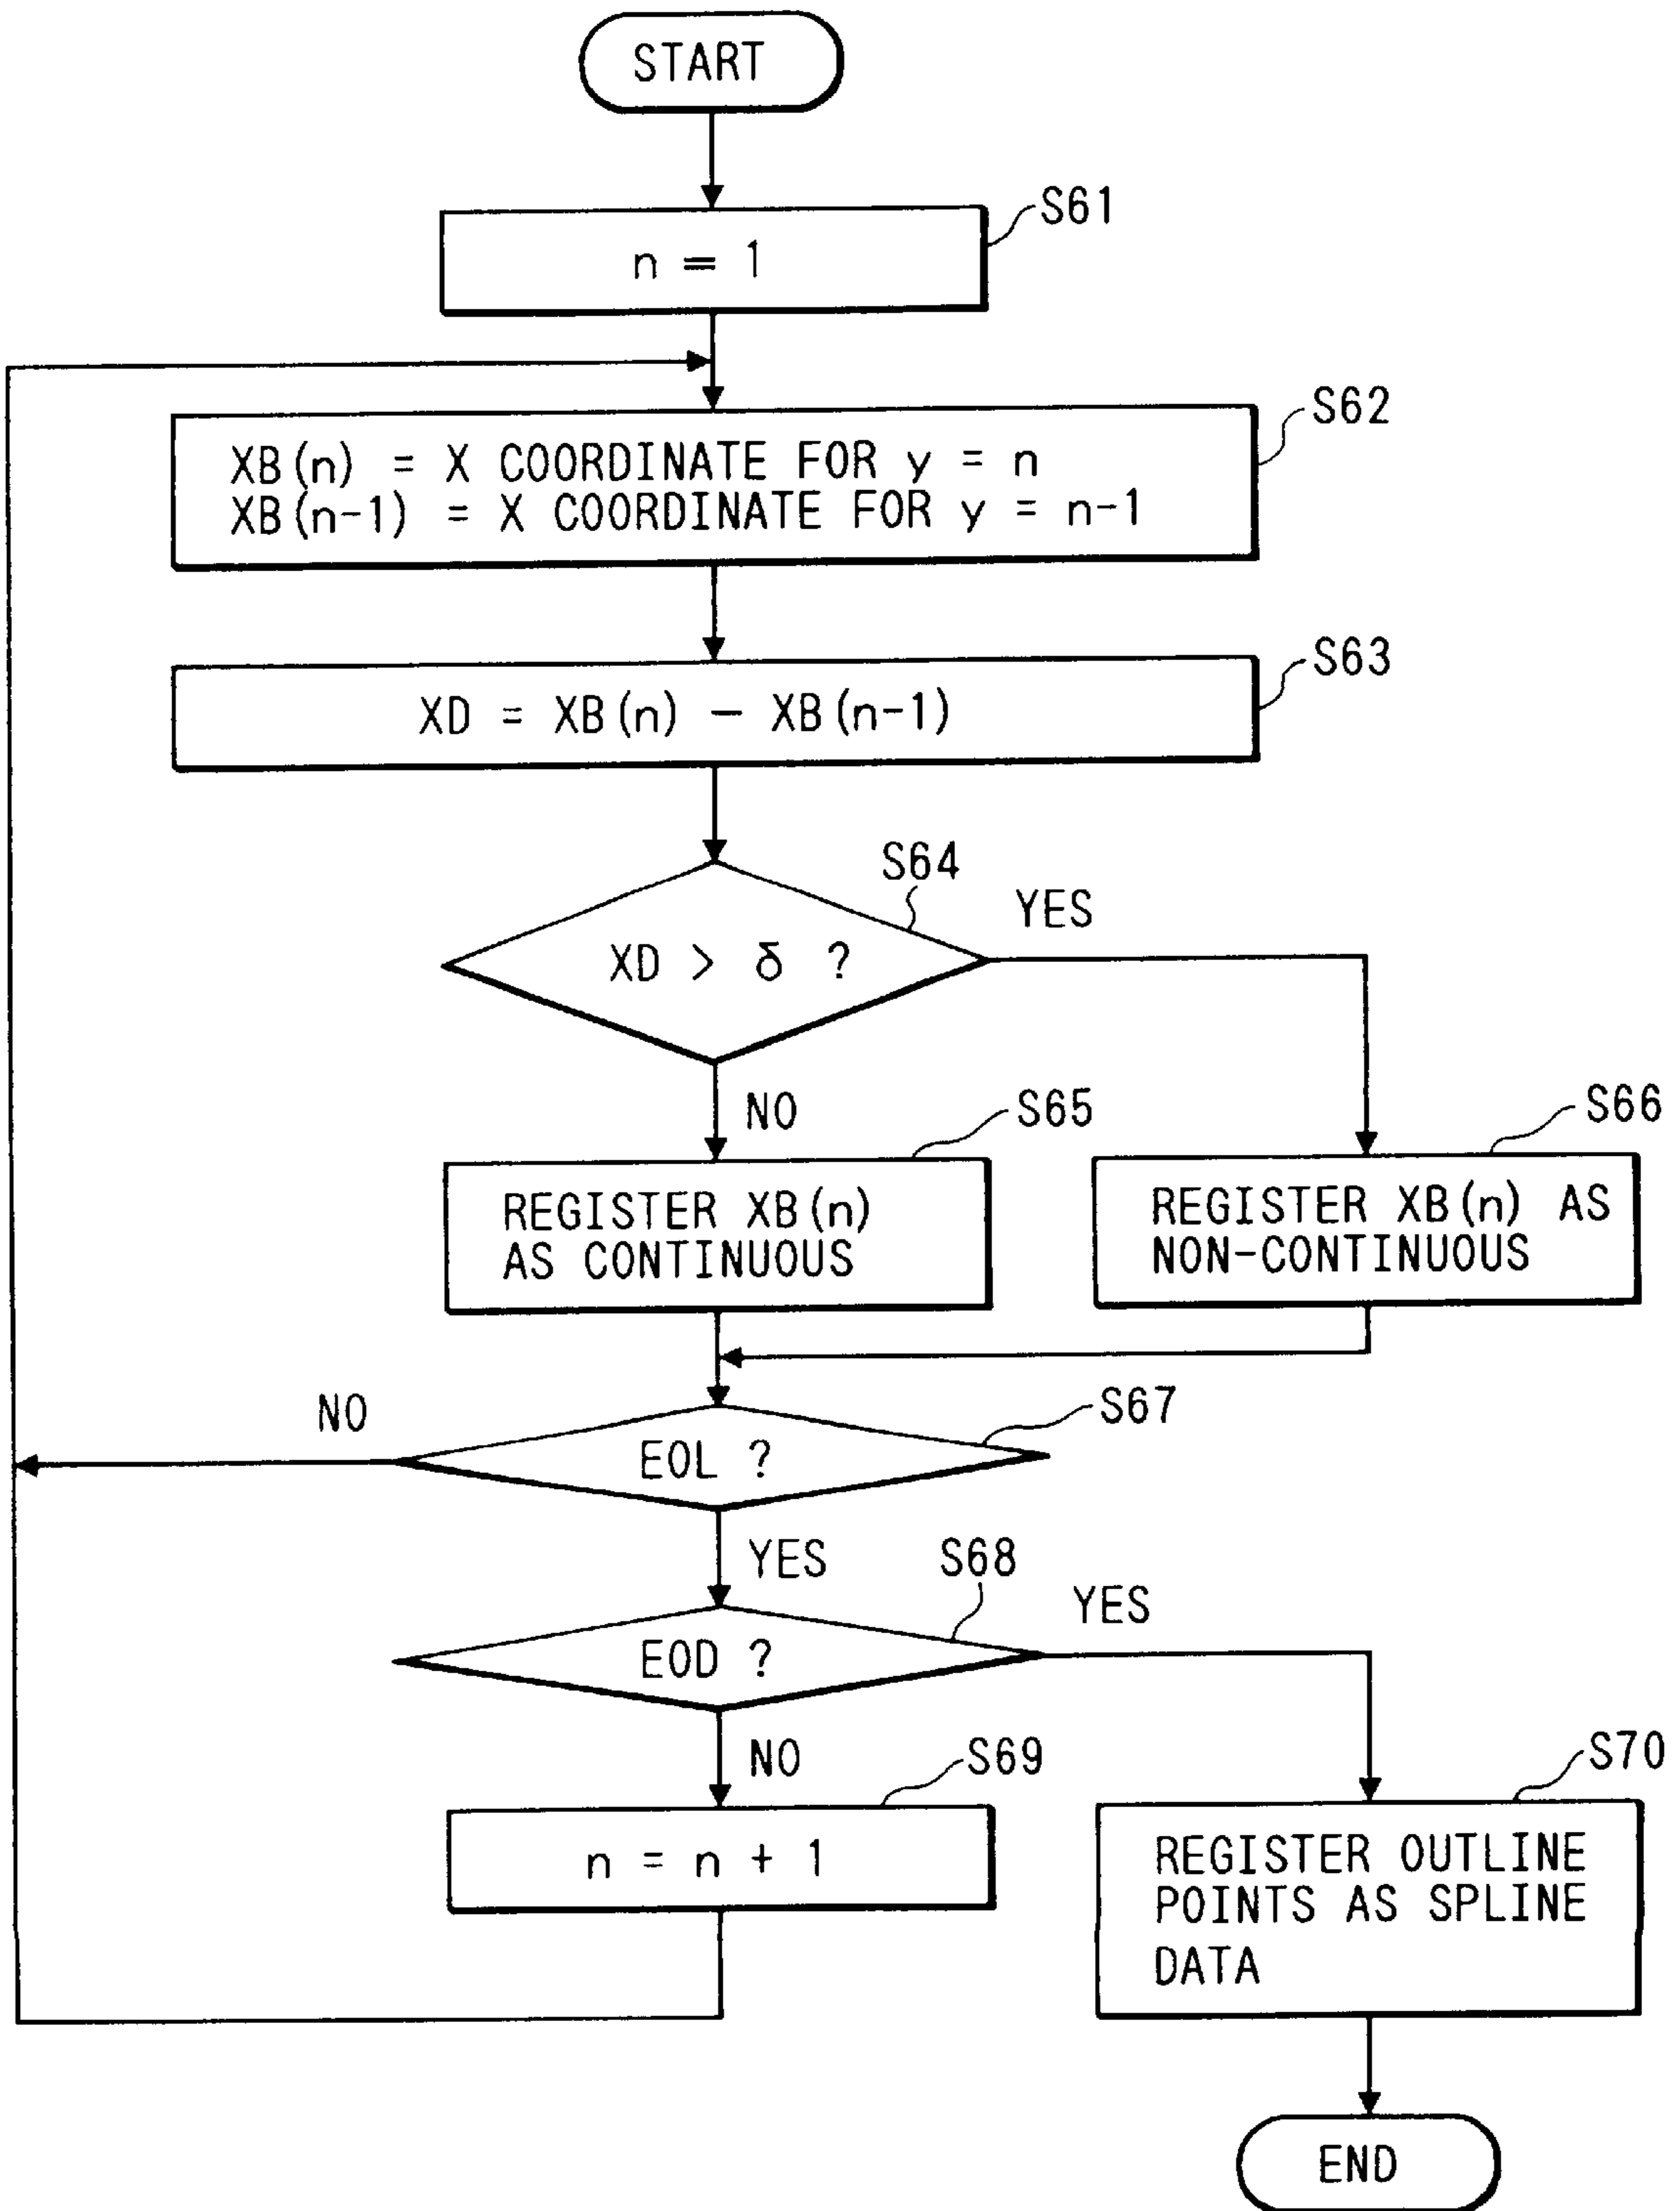 START
S61
n = 1
S62
XB(n) = X COORDINATE FOR y = n
XB(n-1) = X COORDINATE FOR y = n-1
S63
XD = XB(n) - XB(n-1)
S64
YES
XD > δ ?
NO
S65
S66
REGISTER XB(n)
AS CONTINUOUS
REGISTER XB(n) AS
NON-CONTINUOUS
NO
S67
EOL ?
YES
S68
YES
EOD ?
NO
S69
S70
n = n + 1
REGISTER OUTLINE
POINTS AS SPLINE
DATA
END